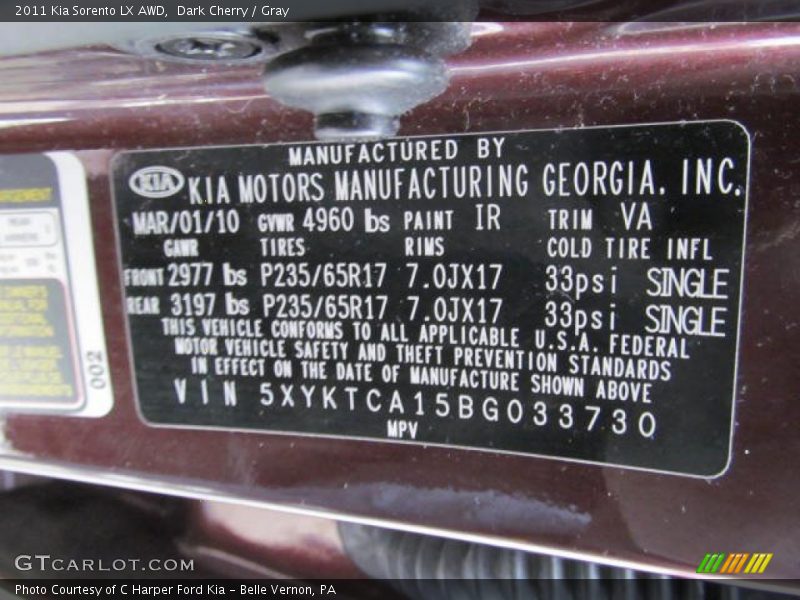 2011 Kia Sorento LX AWD, Dark Cherry / Gray
MANUFACTURED BY
KIA KIA MOTORS MANUFACTURING GEORGIA. INC.
MAR/01/10 GVWR 4960 lbs PAINT IR TRIM VA
GAWR TIRES RIMS COLD TIRE INFL
FRONT 2977 lbs P235/65R17 7.0JX17 33psi SINGLE
REAR 3197 lbs P235/65R17 7.0JX17 33psi SINGLE
THIS VEHICLE CONFORMS TO ALL APPLICABLE U.S.A. FEDERAL
MOTOR VEHICLE SAFETY AND THEFT PREVENTION STANDARDS
IN EFFECT ON THE DATE OF MANUFACTURE SHOWN ABOVE
VIN 5XYKTCA15BG033730
MPV
002
GTCARLOT.COM
Photo Courtesy of C Harper Ford Kia - Belle Vernon, PA